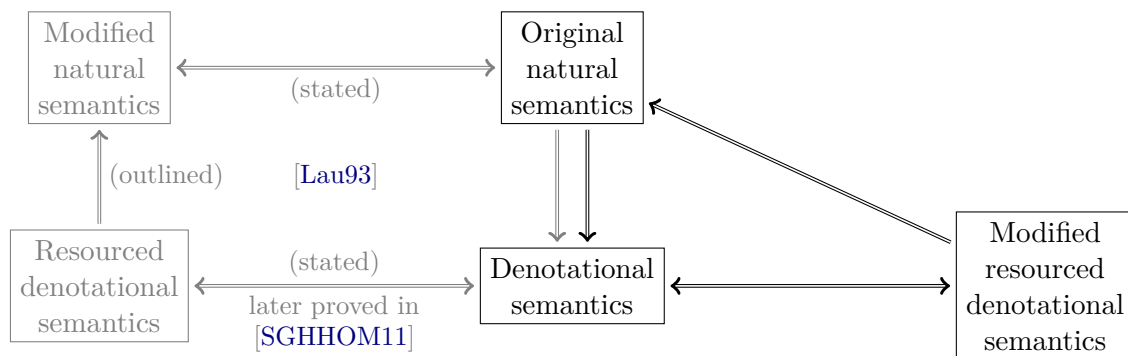 Modified
natural
semantics
(stated)
Original
natural
semantics
(outlined)
[Lau93]
Resourced
denotational
semantics
(stated)
later proved in
[SGHHOM11]
Denotational
semantics
Modified
resourced
denotational
semantics